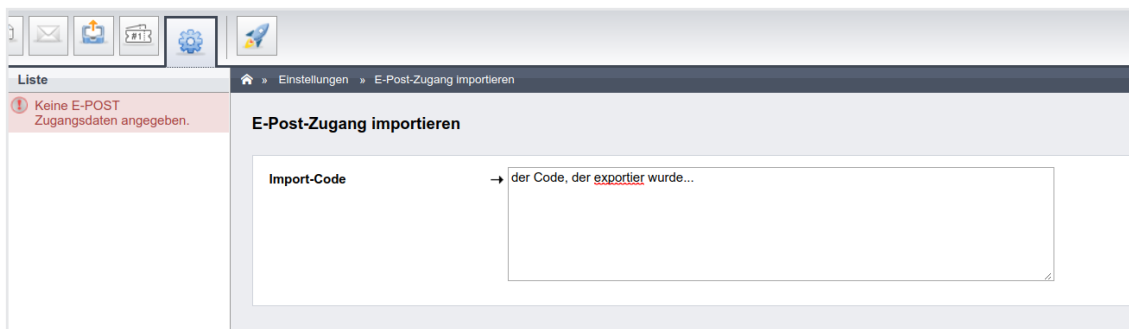 #1
Liste
» Einstellungen » E-Post-Zugang importieren
Keine E-POST
Zugangsdaten angegeben.
E-Post-Zugang importieren
Import-Code → der Code, der exportier wurde...